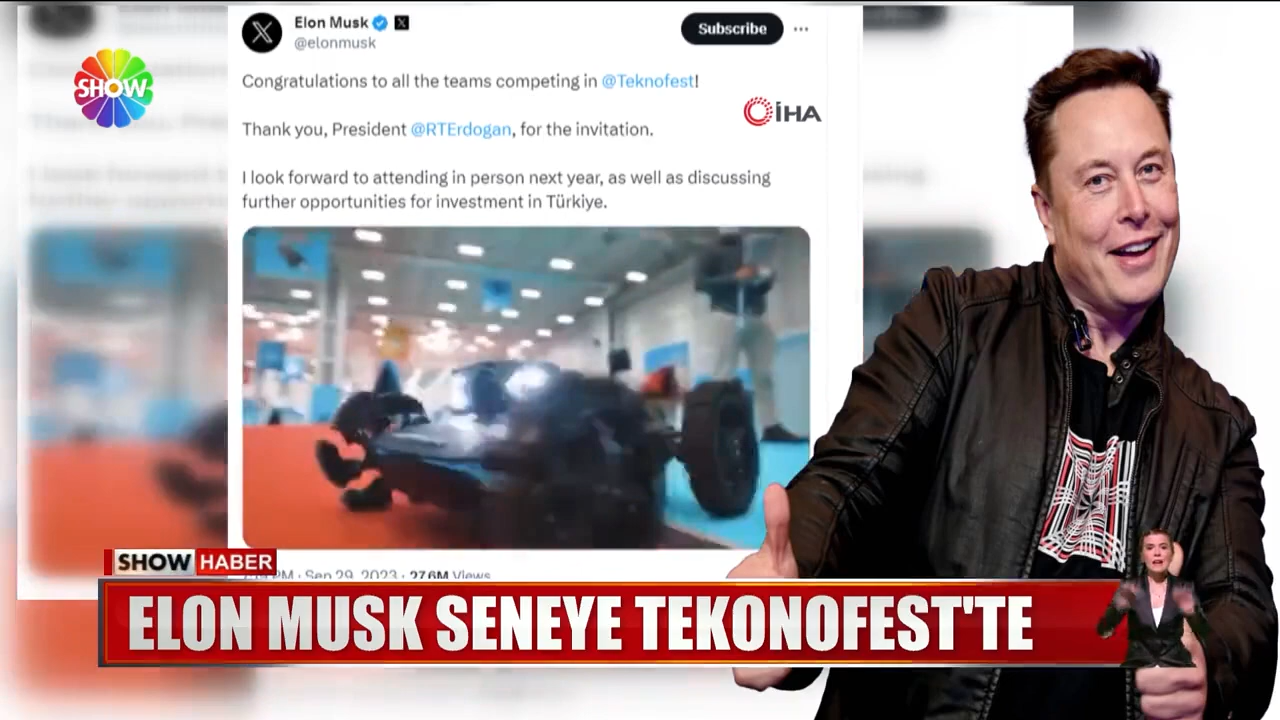 Elon Musk
@elonmusk
Subscribe
Congratulations to all the teams competing in @Teknofest!
Thank you, President @RTErdogan, for the invitation.
I look forward to attending in person next year, as well as discussing
further opportunities for investment in Türkiye.
SHOW
İHA
PM · Sep 29, 2023 · 27.6M Views
SHOW HABER
ELON MUSK SENEYE TEKONOFEST'TE